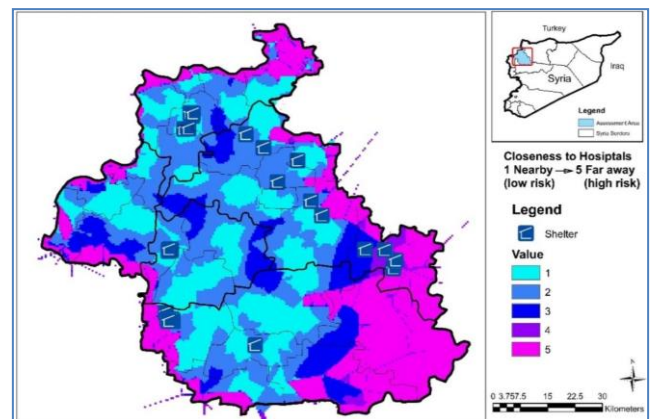 Turkey
Syria
Iraq
Legend
Assessment Area
Syria Borders
Closeness to Hosiptals
1 Nearby → 5 Far away
(low risk) (high risk)
Legend
Shelter
Value
1
2
3
4
5
N
0 3.757.5 15 22.5 30
Kilometers